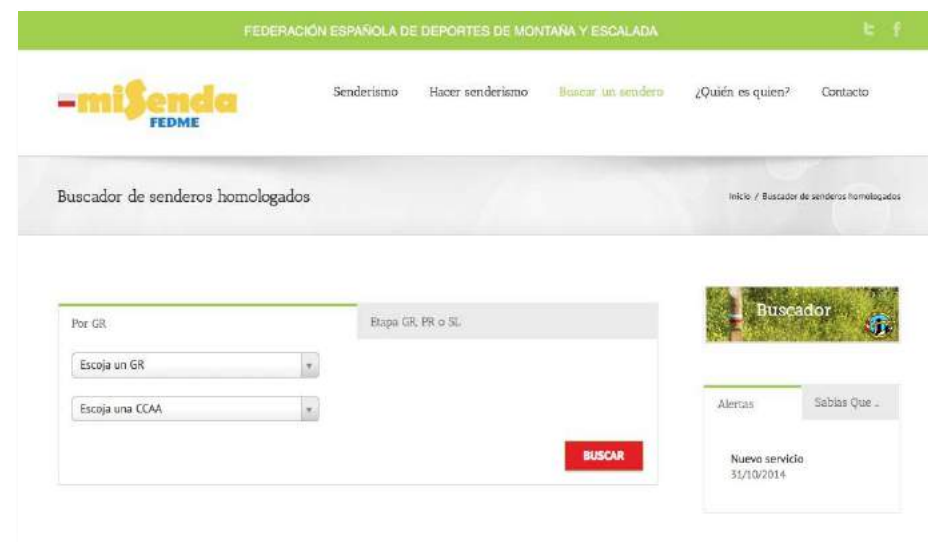 FEDERACIÓN ESPAÑOLA DE DEPORTES DE MONTAÑA Y ESCALADA
miSenda
FEDME
Senderismo Hacer senderismo Buscar un sendero ¿Quién es quien? Contacto
Buscador de senderos homologados
Inicio / Buscador de senderos homologados
Por GR
Etapa GR, PR o SL
Escoja un GR
Escoja una CCAA
BUSCAR
Buscador
Alertas
Sabías Que ..
Nuevo servicio
31/10/2014